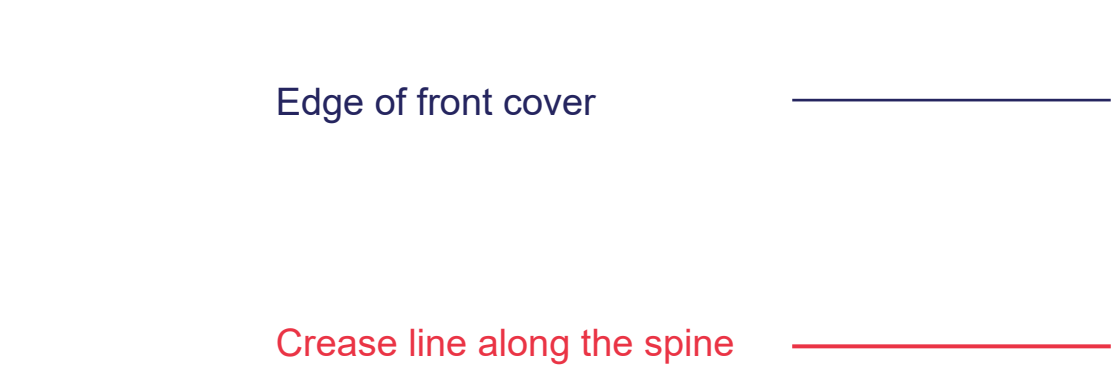 Edge of front cover
Crease line along the spine